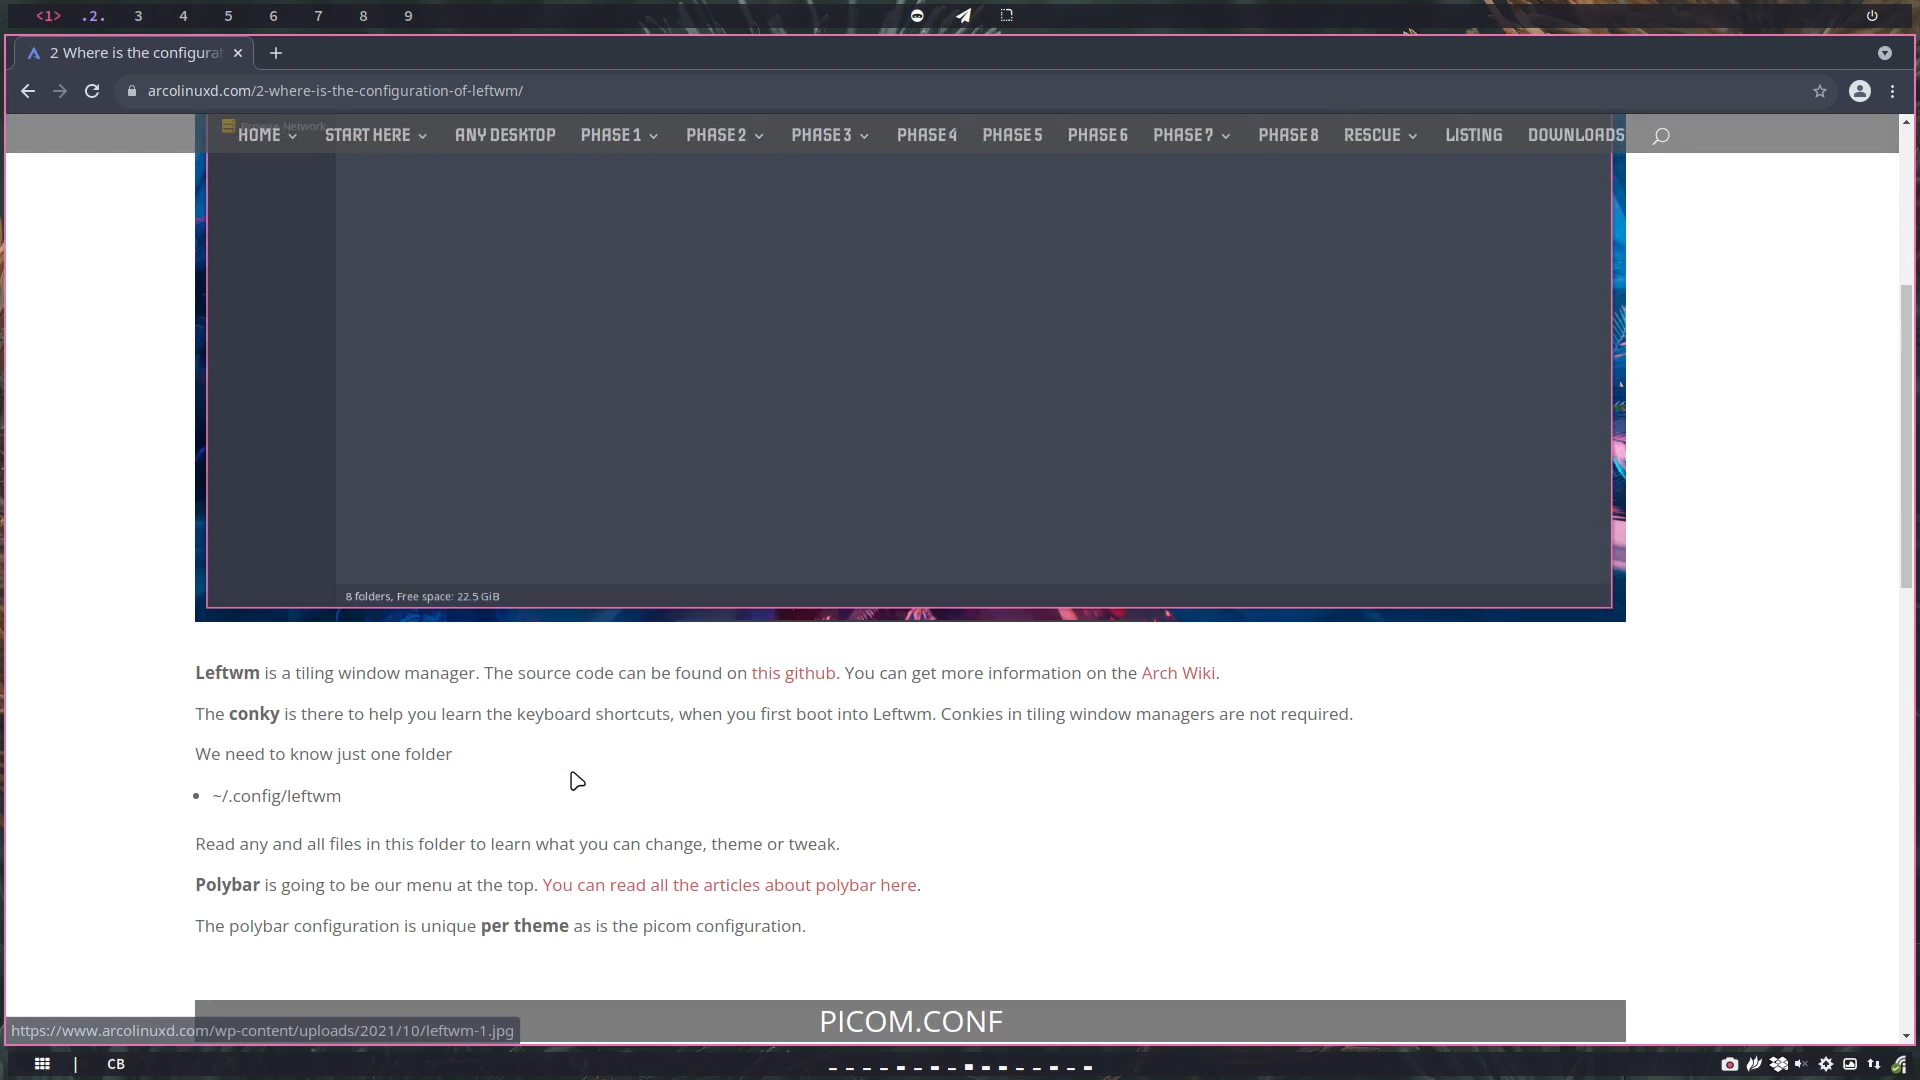 <1> .2. 3 4 5 6 7 8 9
2 Where is the configurat
arcolinuxd.com/2-where-is-the-configuration-of-leftwm/
Browse Network
HOME START HERE ANY DESKTOP PHASE 1 PHASE 2 PHASE 3 PHASE 4 PHASE 5 PHASE 6 PHASE 7 PHASE 8 RESCUE LISTING DOWNLOADS
8 folders, Free space: 22.5 GiB
Leftwm is a tiling window manager. The source code can be found on this github. You can get more information on the Arch Wiki.
The conky is there to help you learn the keyboard shortcuts, when you first boot into Leftwm. Conkies in tiling window managers are not required.
We need to know just one folder
• ~/.config/leftwm
Read any and all files in this folder to learn what you can change, theme or tweak.
Polybar is going to be our menu at the top. You can read all the articles about polybar here.
The polybar configuration is unique per theme as is the picom configuration.
PICOM.CONF
https://www.arcolinuxd.com/wp-content/uploads/2021/10/leftwm-1.jpg
| CB